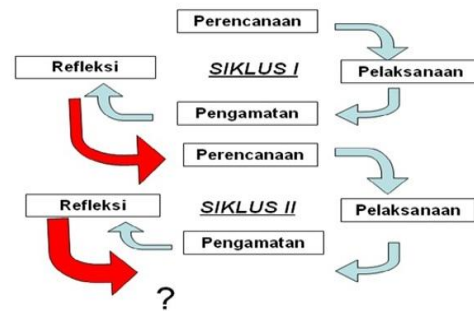 Perencanaan
Refleksi
SIKLUS I
Pelaksanaan
Pengamatan
Perencanaan
Refleksi
SIKLUS II
Pelaksanaan
Pengamatan
?